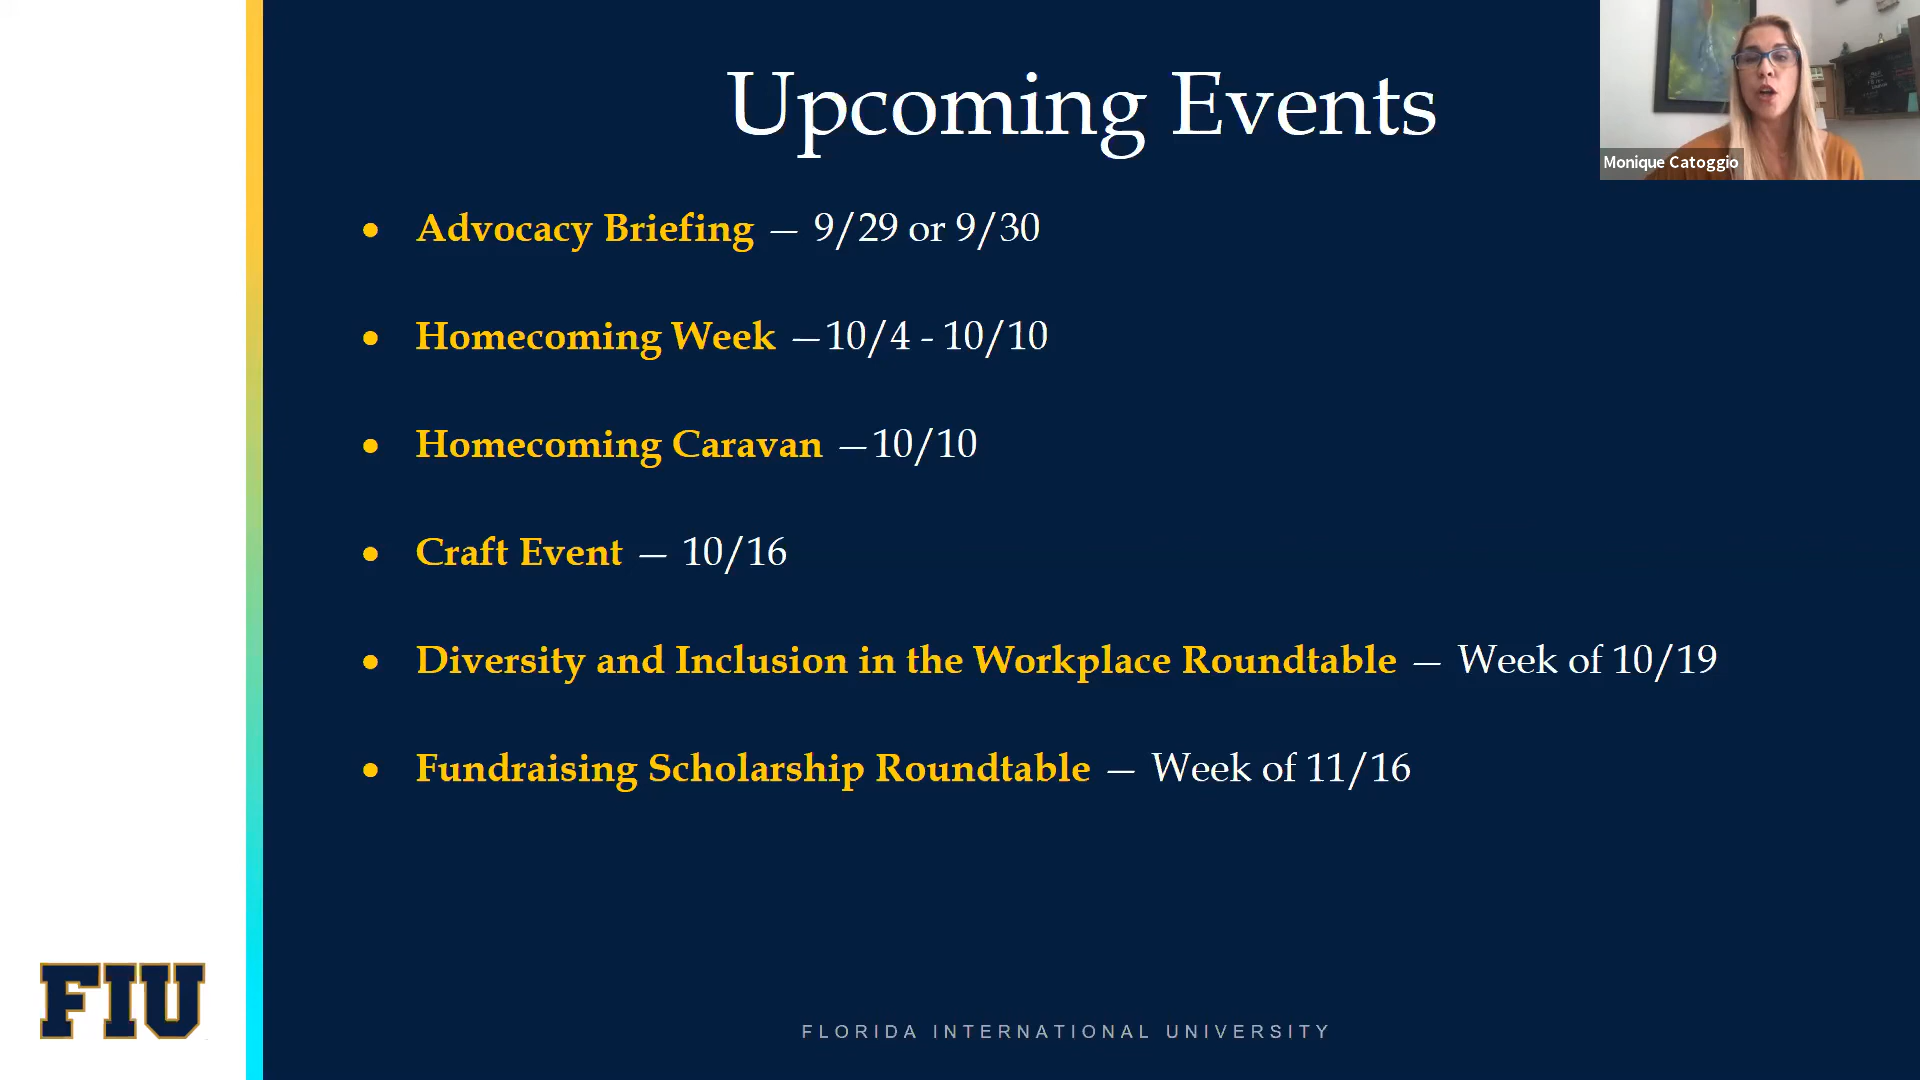 Upcoming Events
Monique Catoggio
• Advocacy Briefing — 9/29 or 9/30
• Homecoming Week —10/4 - 10/10
• Homecoming Caravan —10/10
• Craft Event — 10/16
• Diversity and Inclusion in the Workplace Roundtable — Week of 10/19
• Fundraising Scholarship Roundtable — Week of 11/16
FIU
FLORIDA INTERNATIONAL UNIVERSITY